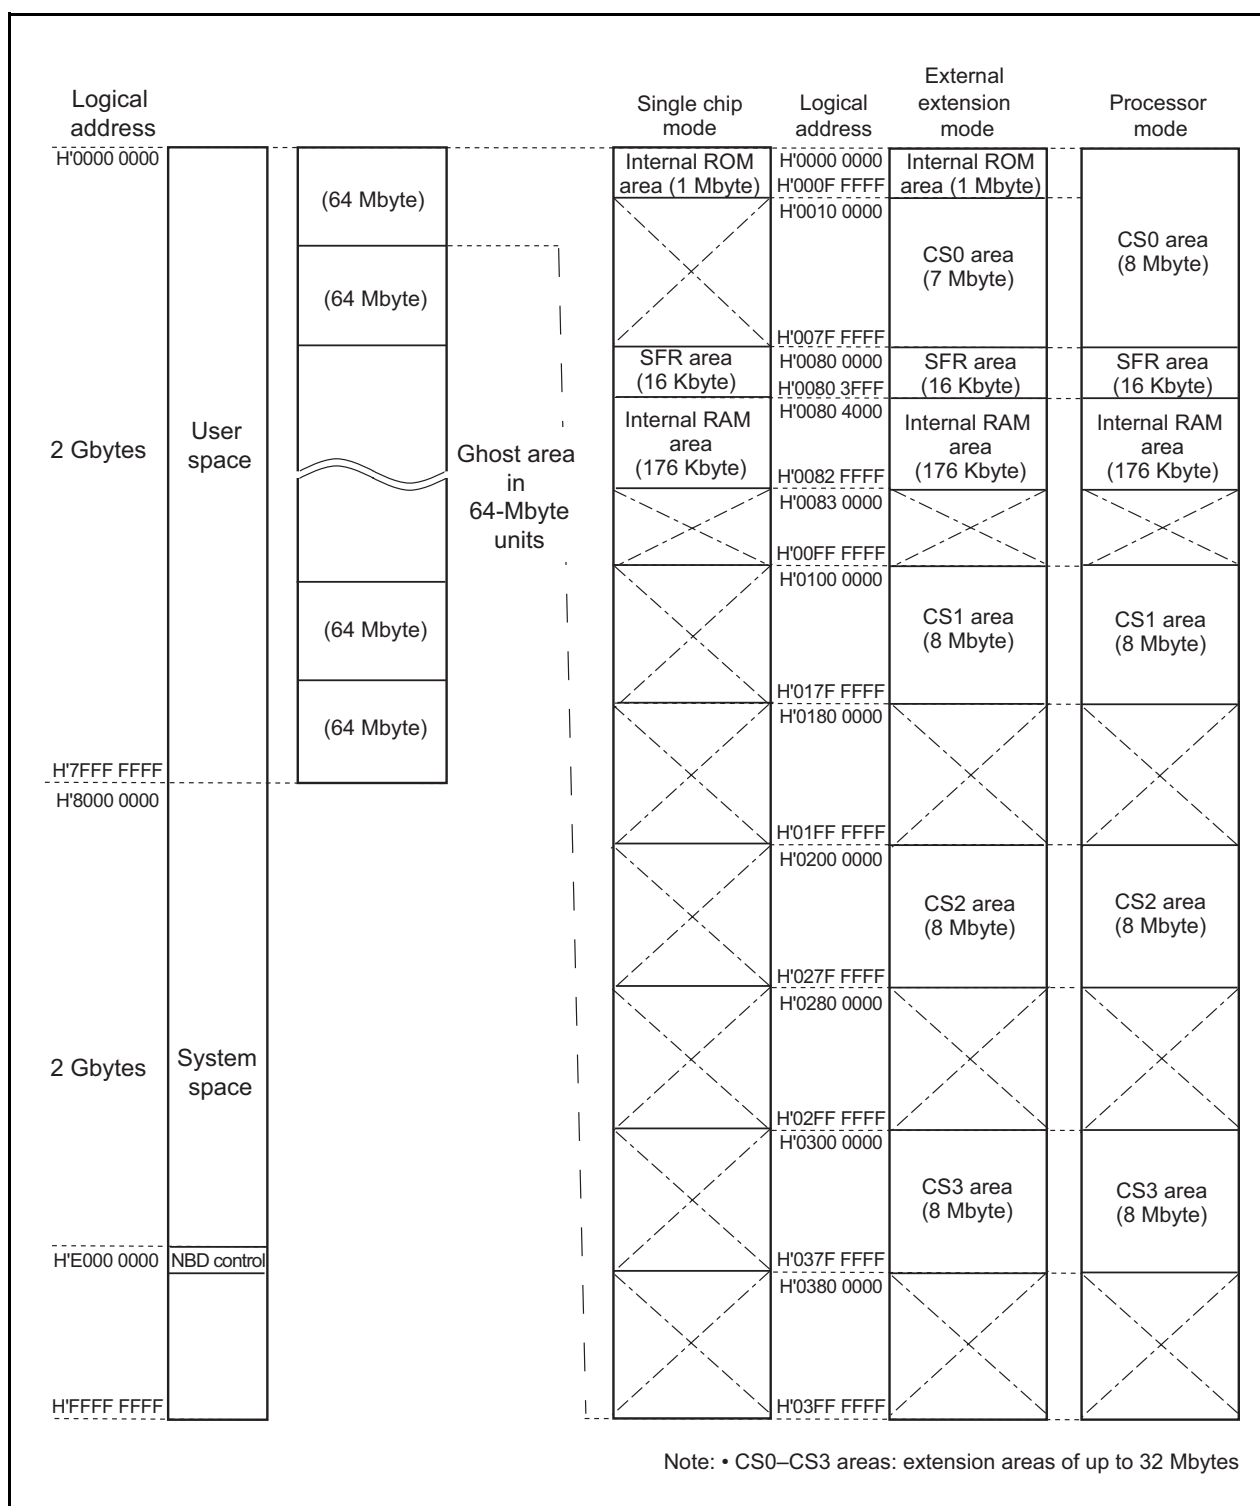 Logical
address
H'0000 0000
2 Gbytes
User
space
H'7FFF FFFF
H'8000 0000
2 Gbytes
System
space
H'E000 0000
NBD control
H'FFFF FFFF
(64 Mbyte)
(64 Mbyte)
(64 Mbyte)
(64 Mbyte)
Ghost area
in
64-Mbyte
units
Single chip
mode
Internal ROM
area (1 Mbyte)
SFR area
(16 Kbyte)
Internal RAM
area
(176 Kbyte)
Logical
address
H'0000 0000
H'000F FFFF
H'0010 0000
H'007F FFFF
H'0080 0000
H'0080 3FFF
H'0080 4000
H'0082 FFFF
H'0083 0000
H'00FF FFFF
H'0100 0000
H'017F FFFF
H'0180 0000
H'01FF FFFF
H'0200 0000
H'027F FFFF
H'0280 0000
H'02FF FFFF
H'0300 0000
H'037F FFFF
H'0380 0000
H'03FF FFFF
External
extension
mode
Internal ROM
area (1 Mbyte)
CS0 area
(7 Mbyte)
SFR area
(16 Kbyte)
Internal RAM
area
(176 Kbyte)
CS1 area
(8 Mbyte)
CS2 area
(8 Mbyte)
CS3 area
(8 Mbyte)
Processor
mode
CS0 area
(8 Mbyte)
SFR area
(16 Kbyte)
Internal RAM
area
(176 Kbyte)
CS1 area
(8 Mbyte)
CS2 area
(8 Mbyte)
CS3 area
(8 Mbyte)
Note: • CS0–CS3 areas: extension areas of up to 32 Mbytes